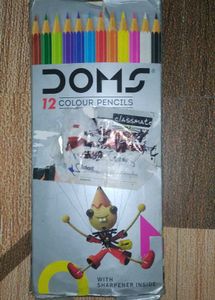 DOMS
12 COLOUR PENCILS
classmate
WITH
SHARPENER INSIDE